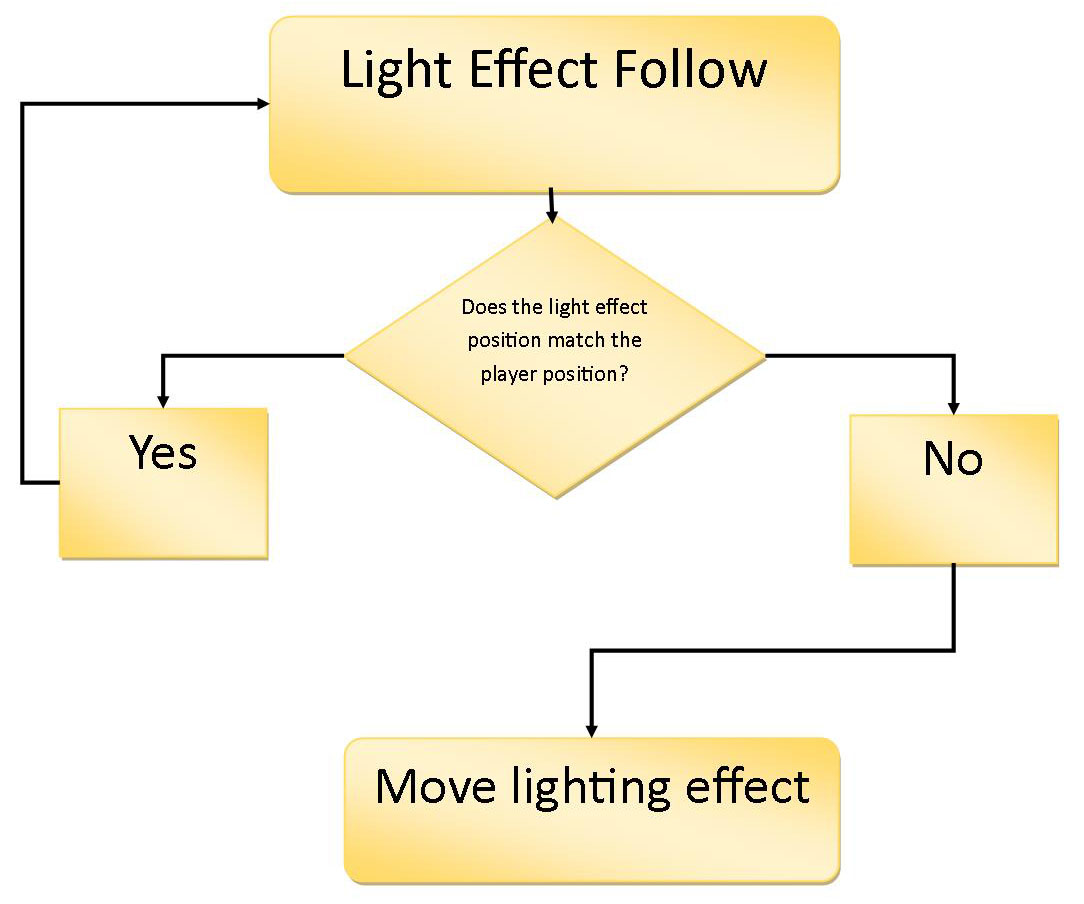 Light Effect Follow
Does the light effect
position match the
player position?
Yes
No
Move lighting effect